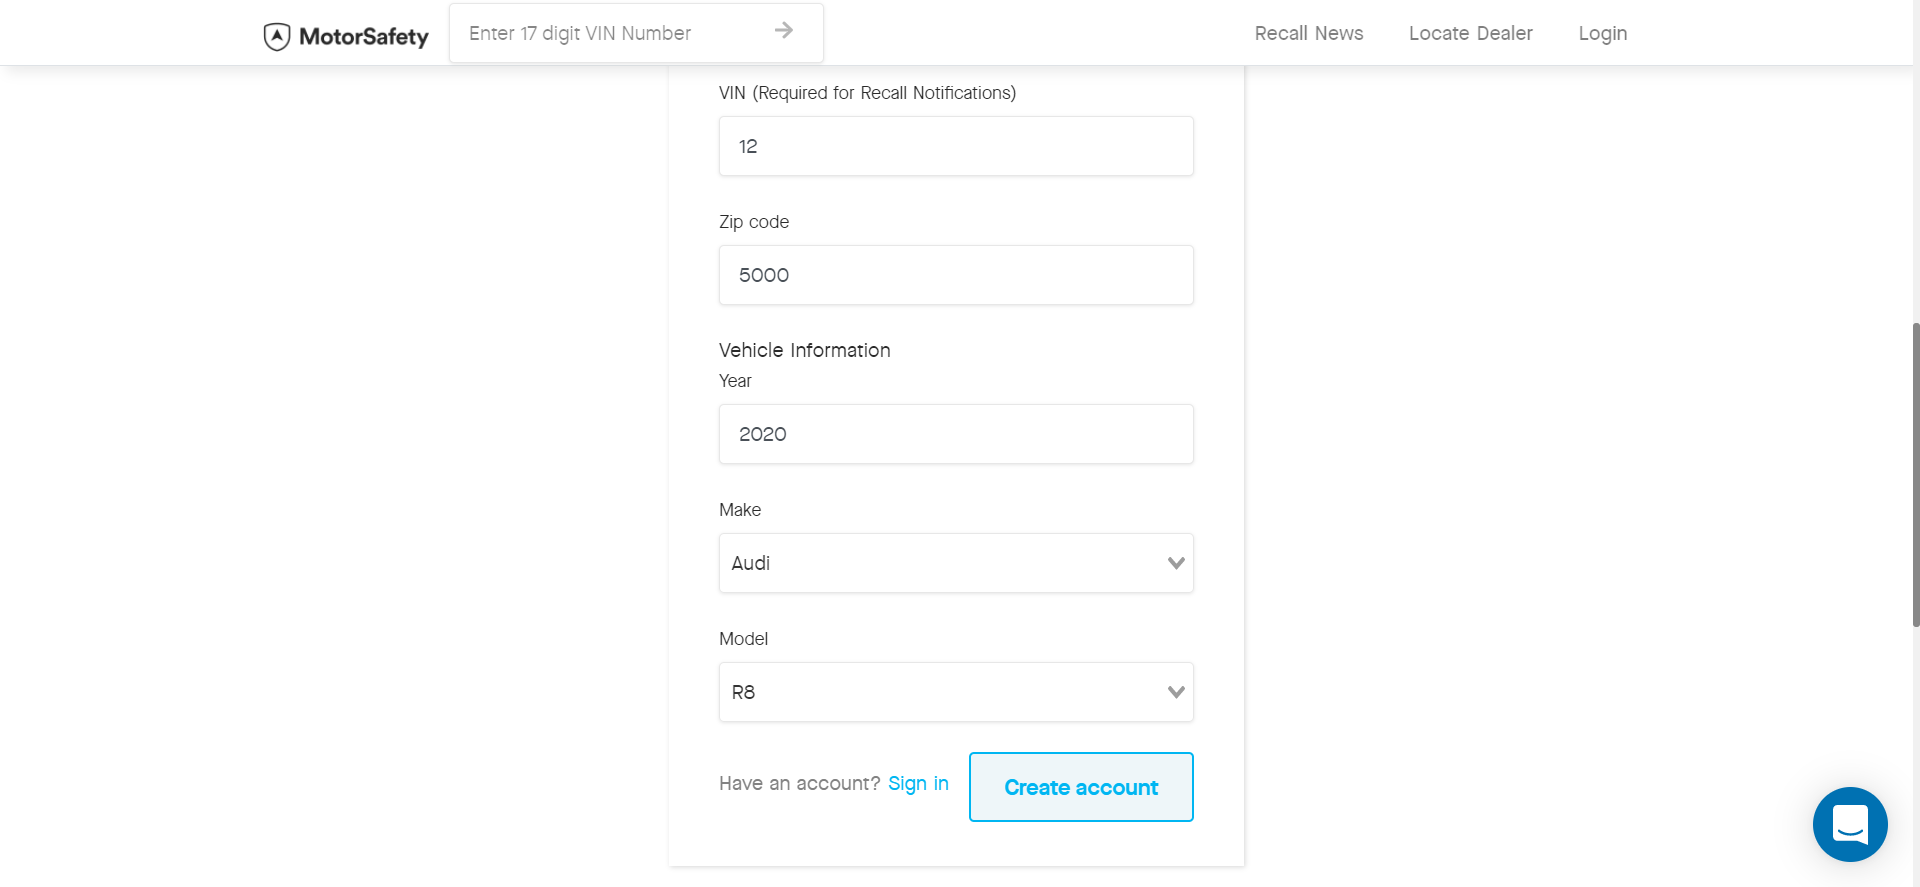 MotorSafety
Enter 17 digit VIN Number
Recall News
Locate Dealer
Login
VIN (Required for Recall Notifications)
12
Zip code
5000
Vehicle Information
Year
2020
Make
Audi
Model
R8
Have an account? Sign in
Create account